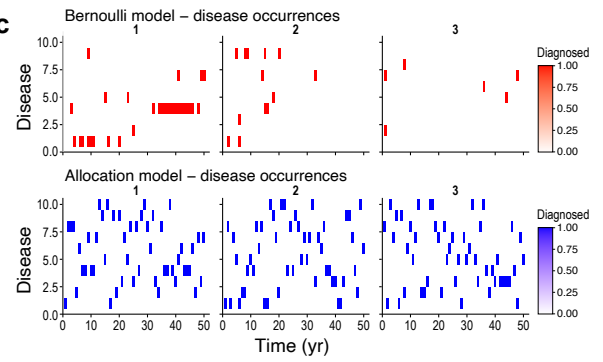 c
Bernoulli model – disease occurrences
1 2 3
Disease
10.0
7.5
5.0
2.5
0.0
Diagnosed
1.00
0.75
0.50
0.25
0.00
Allocation model – disease occurrences
1 2 3
Disease
10.0
7.5
5.0
2.5
0.0
Diagnosed
1.00
0.75
0.50
0.25
0.00
0 10 20 30 40 50 0 10 20 30 40 50 0 10 20 30 40 50
Time (yr)